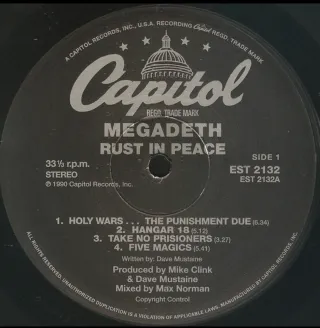 A CAPITOL RECORDS, INC., U.S.A. RECORDING
CAPITOL REGD. TRADE MARK.
Capitol
REGD. TRADE MARK
MEGADETH
RUST IN PEACE
33⅓ r.p.m.
STEREO
℗ 1990 Capitol Records, Inc.
SIDE 1
EST 2132
EST 2132A
1. HOLY WARS . . . THE PUNISHMENT DUE (6.34)
2. HANGAR 18 (5.12)
3. TAKE NO PRISIONERS (3.27)
4. FIVE MAGICS (5.41)
Written by: Dave Mustaine
Produced by Mike Clink
& Dave Mustaine
Mixed by Max Norman
Copyright Control
ALL RIGHTS RESERVED. UNAUTHORIZED DUPLICATION IS A VIOLATION OF APPLICABLE LAWS. MANUFACTURED BY CAPITOL RECORDS, INC.